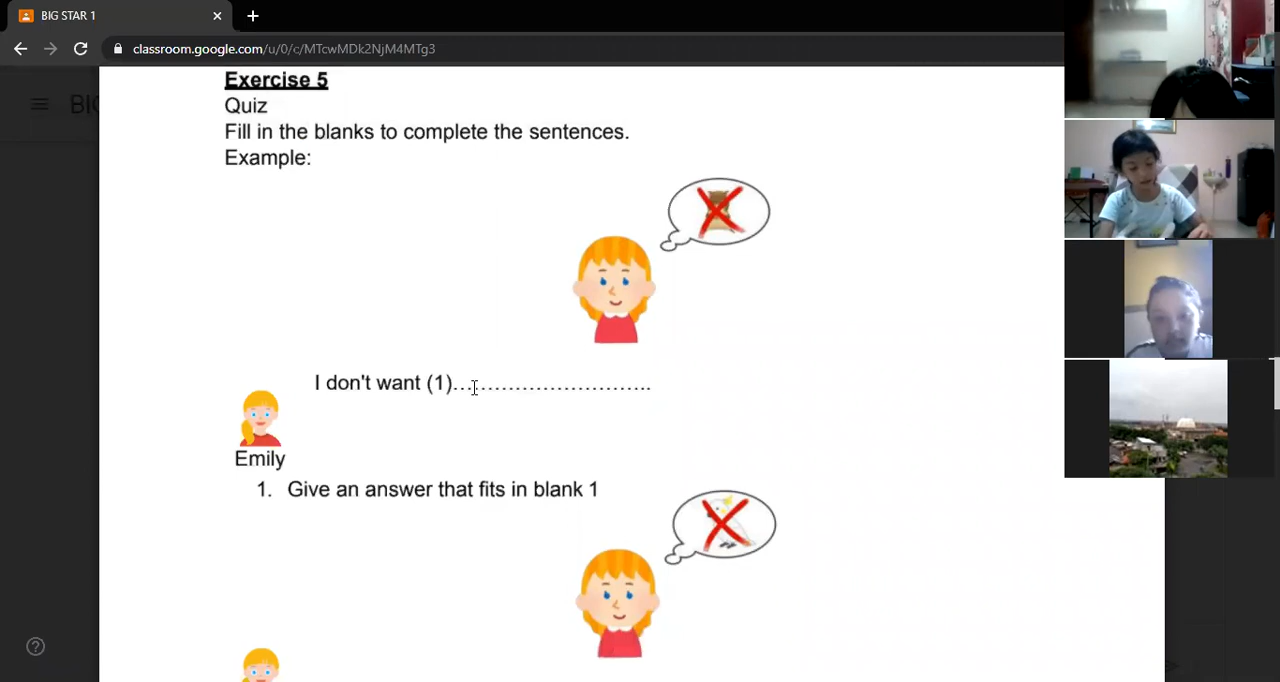 BIG STAR 1
classroom.google.com/u/0/c/MTcwMDk2NjM4MTg3
BIG
Exercise 5
Quiz
Fill in the blanks to complete the sentences.
Example:
I don't want (1)…………………………..
Emily
1. Give an answer that fits in blank 1